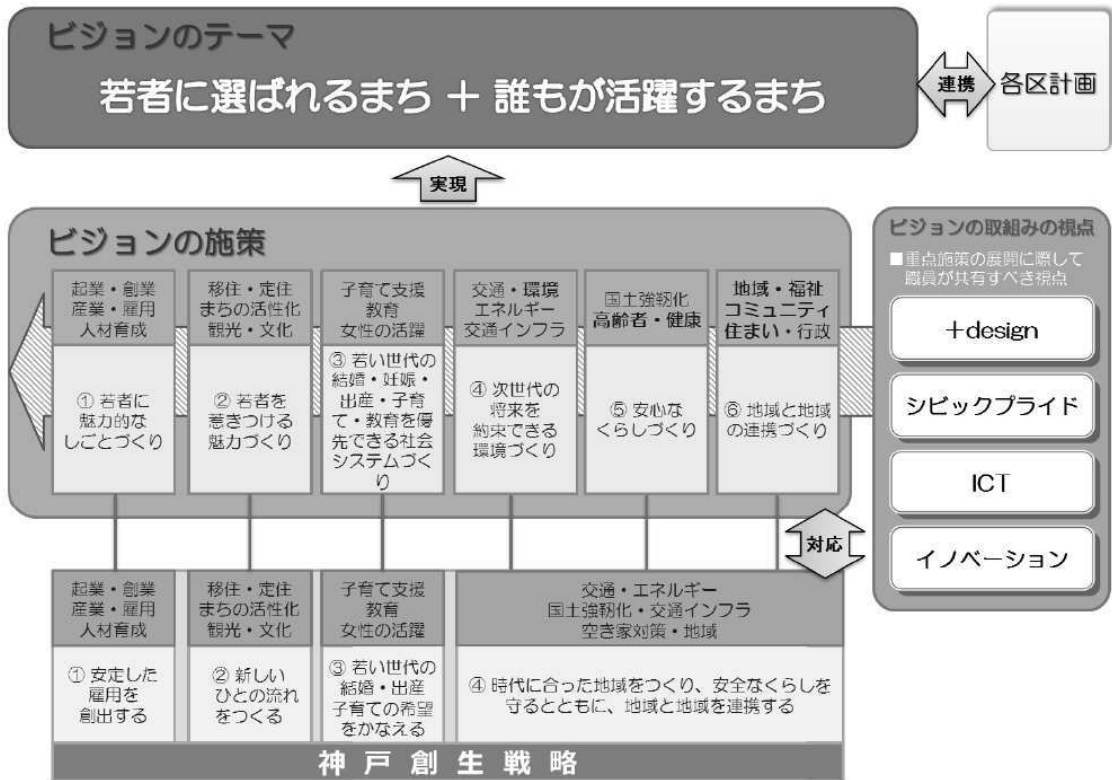 ビジョンのテーマ
若者に選ばれるまち + 誰もが活躍するまち
連携
各区計画
実現
ビジョンの施策
起業・創業
産業・雇用
人材育成
① 若者に
魅力的な
しごとづくり
移住・定住
まちの活性化
観光・文化
② 若者を
惹きつける
魅力づくり
子育て支援
教育
女性の活躍
③ 若い世代の
結婚・妊娠・
出産・子育
て・教育を優
先できる社会
システムづく
り
交通・環境
エネルギー
交通インフラ
④ 次世代の
将来を
約束できる
環境づくり
国土強靭化
高齢者・健康
⑤ 安心な
くらしづくり
地域・福祉
コミュニティ
住まい・行政
⑥ 地域と地域
の連携づくり
ビジョンの取組みの視点
■重点施策の展開に際して
職員が共有すべき視点
+design
シビックプライド
ICT
イノベーション
対応
起業・創業
産業・雇用
人材育成
① 安定した
雇用を
創出する
移住・定住
まちの活性化
観光・文化
② 新しい
ひとの流れ
をつくる
子育て支援
教育
女性の活躍
③ 若い世代の
結婚・出産
子育ての希望
をかなえる
交通・エネルギー
国土強靭化・交通インフラ
空き家対策・地域
④ 時代に合った地域をつくり、安全なくらしを
守るとともに、地域と地域を連携する
神戸創生戦略